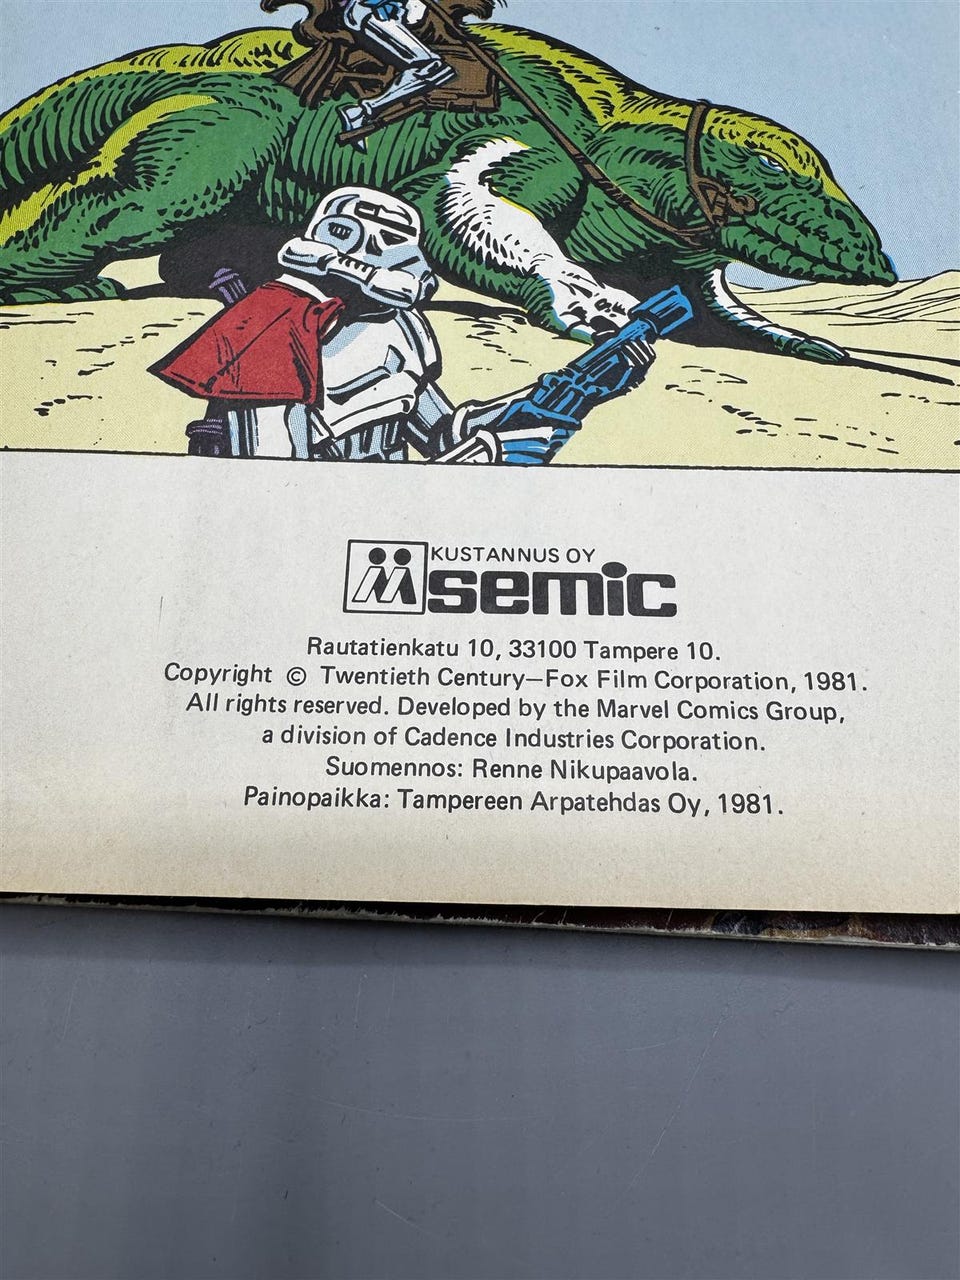 KUSTANNUS OY
semic
Rautatienkatu 10, 33100 Tampere 10.
Copyright © Twentieth Century—Fox Film Corporation, 1981.
All rights reserved. Developed by the Marvel Comics Group,
a division of Cadence Industries Corporation.
Suomennos: Renne Nikupaavola.
Painopaikka: Tampereen Arpatehdas Oy, 1981.